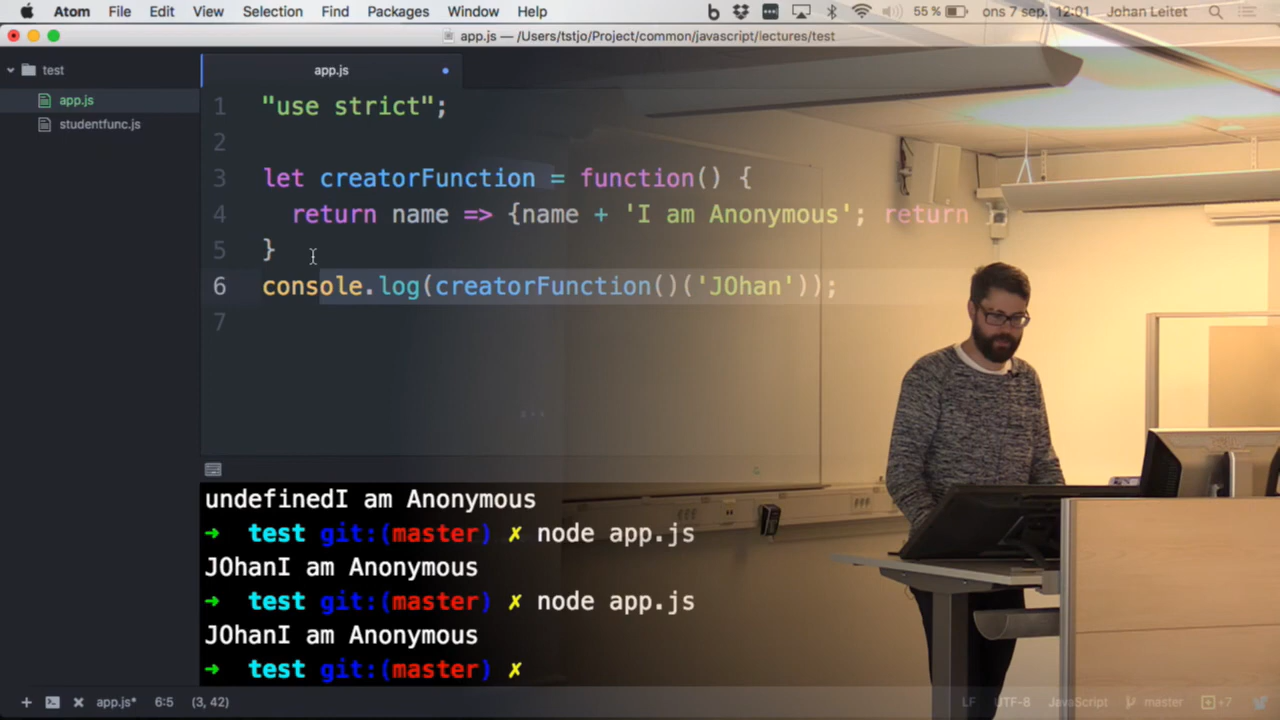 Atom File Edit View Selection Find Packages Window Help 55 % ons 7 sep. 12:01 Johan Leitet
app.js — /Users/tstjo/Project/common/javascript/lectures/test
test
app.js
studentfunc.js
app.js
1 "use strict";
2
3 let creatorFunction = function() {
4 return name => {name + 'I am Anonymous'; return
5 }
6 console.log(creatorFunction()('JOhan'));
7
undefinedI am Anonymous
➜ test git:(master) ✗ node app.js
JOhanI am Anonymous
➜ test git:(master) ✗ node app.js
JOhanI am Anonymous
➜ test git:(master) ✗
app.js* 6:5 (3, 42) LF UTF-8 JavaScript master +7